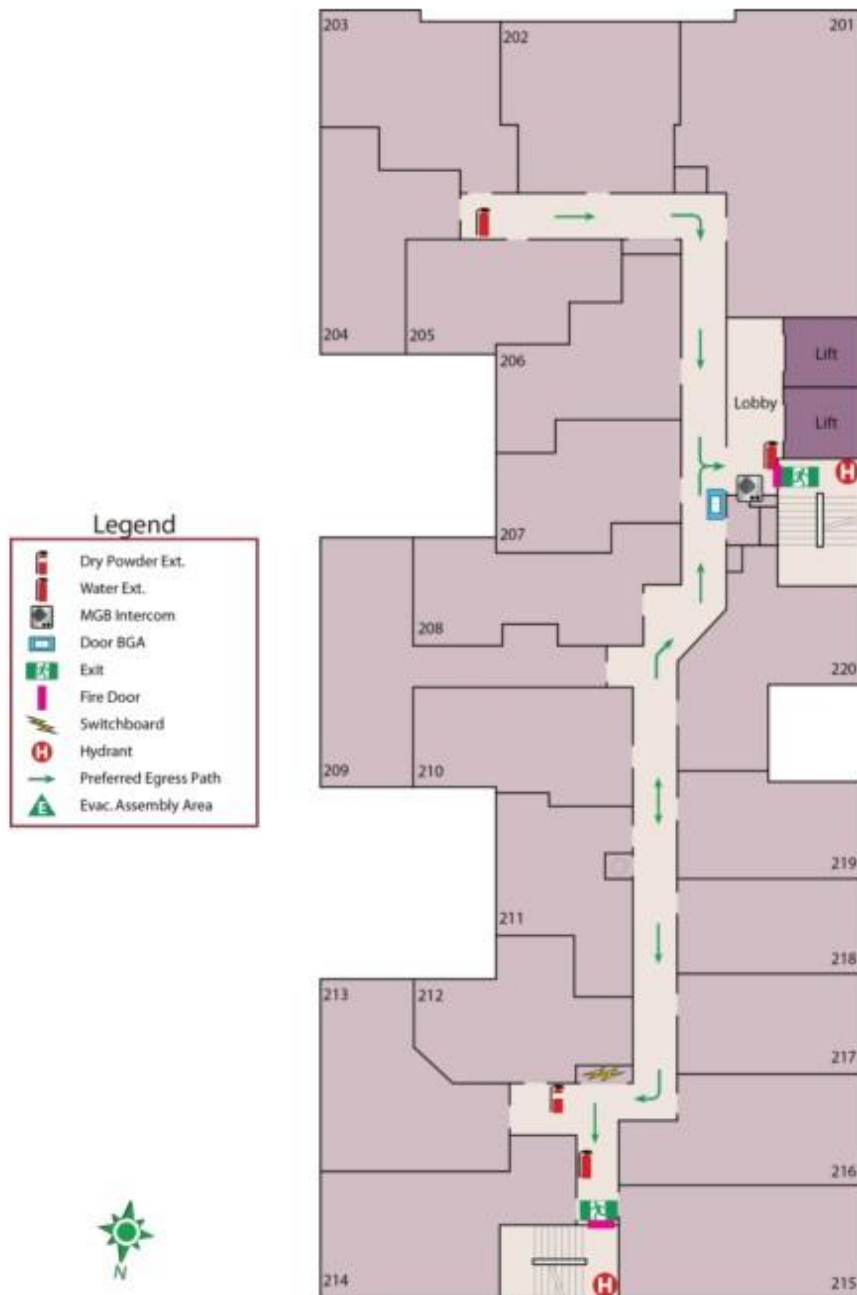 203
202
201
204
205
206
Lift
Lobby
Lift
H
207
Legend
Dry Powder Ext.
Water Ext.
MGB Intercom
Door BGA
Exit
Fire Door
Switchboard
H
Hydrant
Preferred Egress Path
E
Evac. Assembly Area
208
220
209
210
219
211
218
213
212
217
216
N
214
H
215